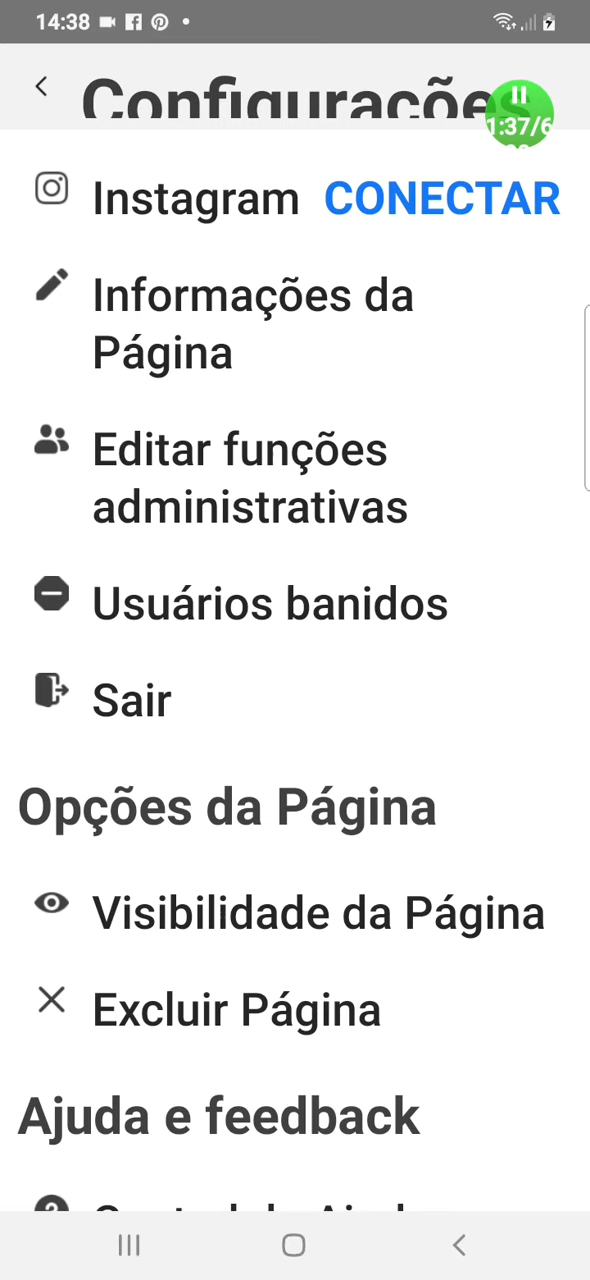 14:38
Configurações
1:37/6
Instagram CONECTAR
Informações da
Página
Editar funções
administrativas
Usuários banidos
Sair
Opções da Página
Visibilidade da Página
Excluir Página
Ajuda e feedback